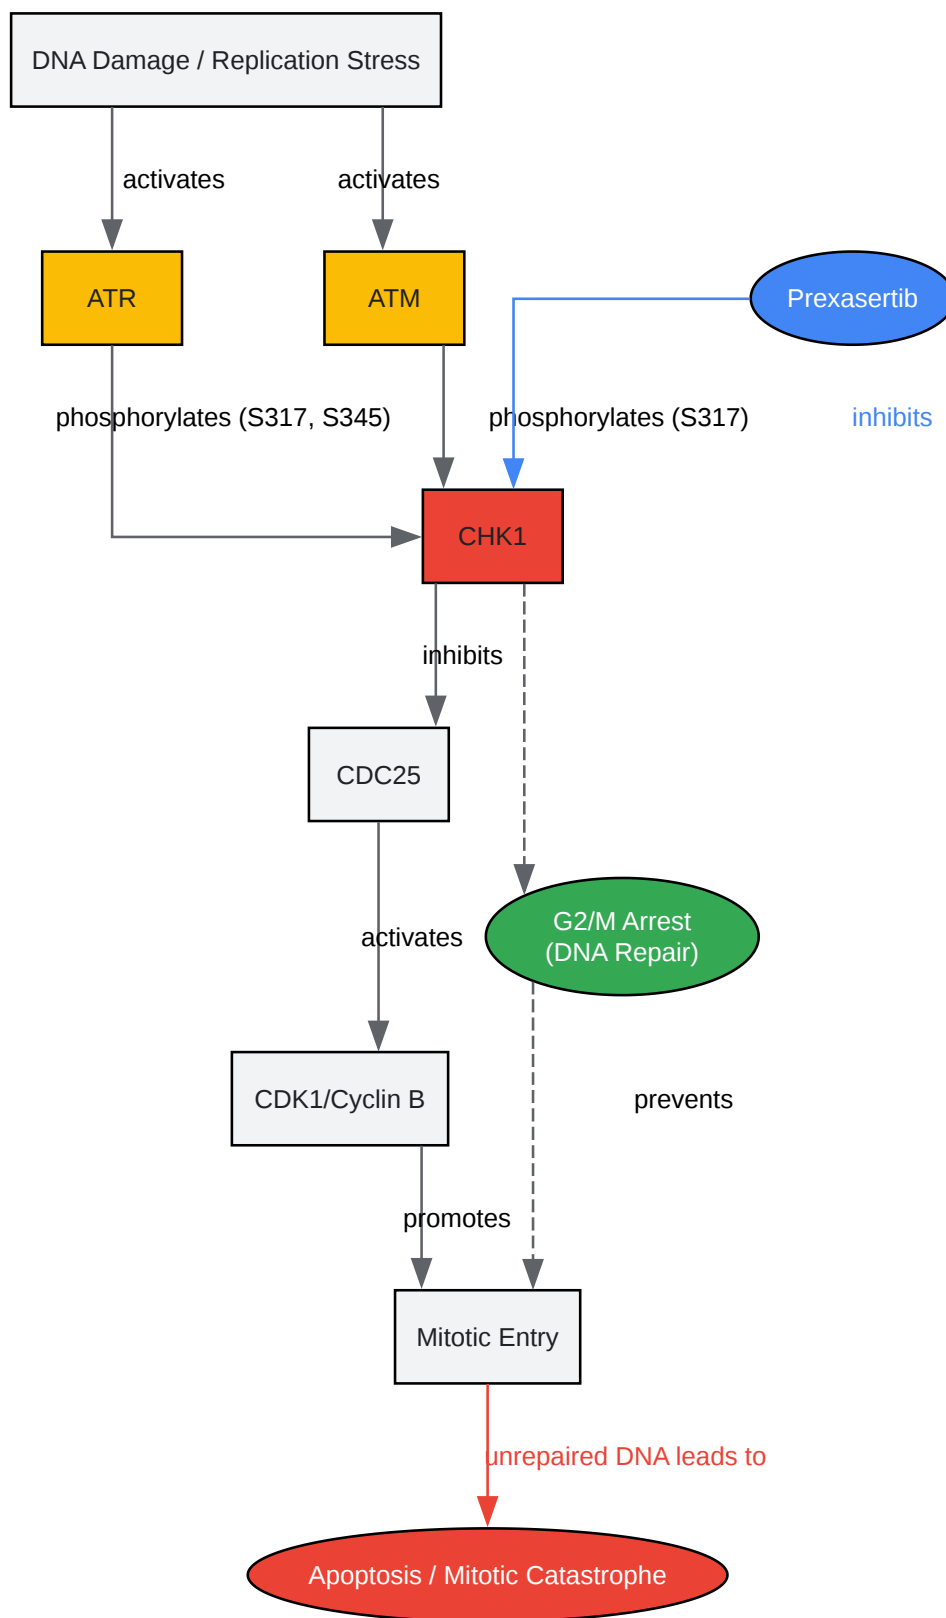 DNA Damage / Replication Stress
activates
activates
ATR
ATM
Prexasertib
phosphorylates (S317, S345)
phosphorylates (S317)
inhibits
CHK1
inhibits
CDC25
G2/M Arrest
(DNA Repair)
activates
CDK1/Cyclin B
prevents
promotes
Mitotic Entry
unrepaired DNA leads to
Apoptosis / Mitotic Catastrophe